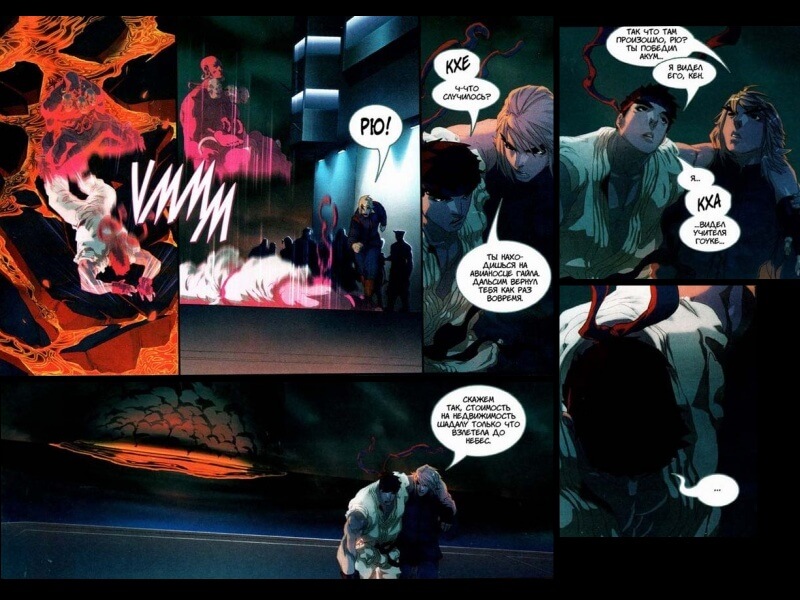 VMMM
РЮ!
КХЕ
Ч-ЧТО
СЛУЧИЛОСЬ?
ТЫ НАХО-
ДИШЬСЯ НА
АВИАНОСЦЕ ГАЙЛА.
ДАЛЬСИМ ВЕРНУЛ
ТЕБЯ КАК РАЗ
ВОВРЕМЯ.
СКАЖЕМ
ТАК, СТОИМОСТЬ
НА НЕДВИЖИМОСТЬ
ШАДАЛУ ТОЛЬКО ЧТО
ВЗЛЕТЕЛА ДО
НЕБЕС.
ТАК ЧТО ТАМ
ПРОИЗОШЛО, РЮ?
ТЫ ПОБЕДИЛ
АКУМ...
Я ВИДЕЛ
ЕГО, КЕН.
Я...
КХА
...ВИДЕЛ
УЧИТЕЛЯ
ГОУКЕ...
...